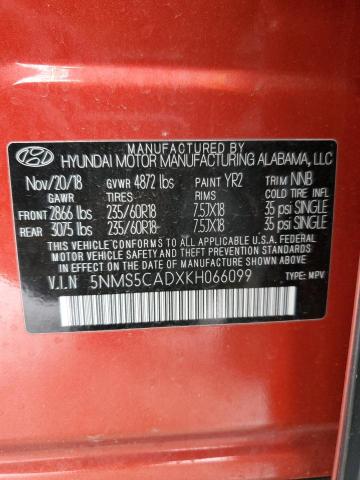 MANUFACTURED BY
HYUNDAI MOTOR MANUFACTURING ALABAMA, LLC
Nov/20/18 GVWR 4872 lbs PAINT YR2 TRIM NNB
GAWR TIRES RIMS COLD TIRE INFL PRS
FRONT 2866 lbs 235/60R18 7.5JX18 35 psi SINGLE
REAR 3075 lbs 235/60R18 7.5JX18 35 psi SINGLE
THIS VEHICLE CONFORMS TO ALL APPLICABLE FEDERAL
MOTOR VEHICLE SAFETY STANDARDS IN EFFECT ON THE
DATE OF MANUFACTURE SHOWN ABOVE.
V.I.N 5NMS5CADXKH066099 TYPE: MPV